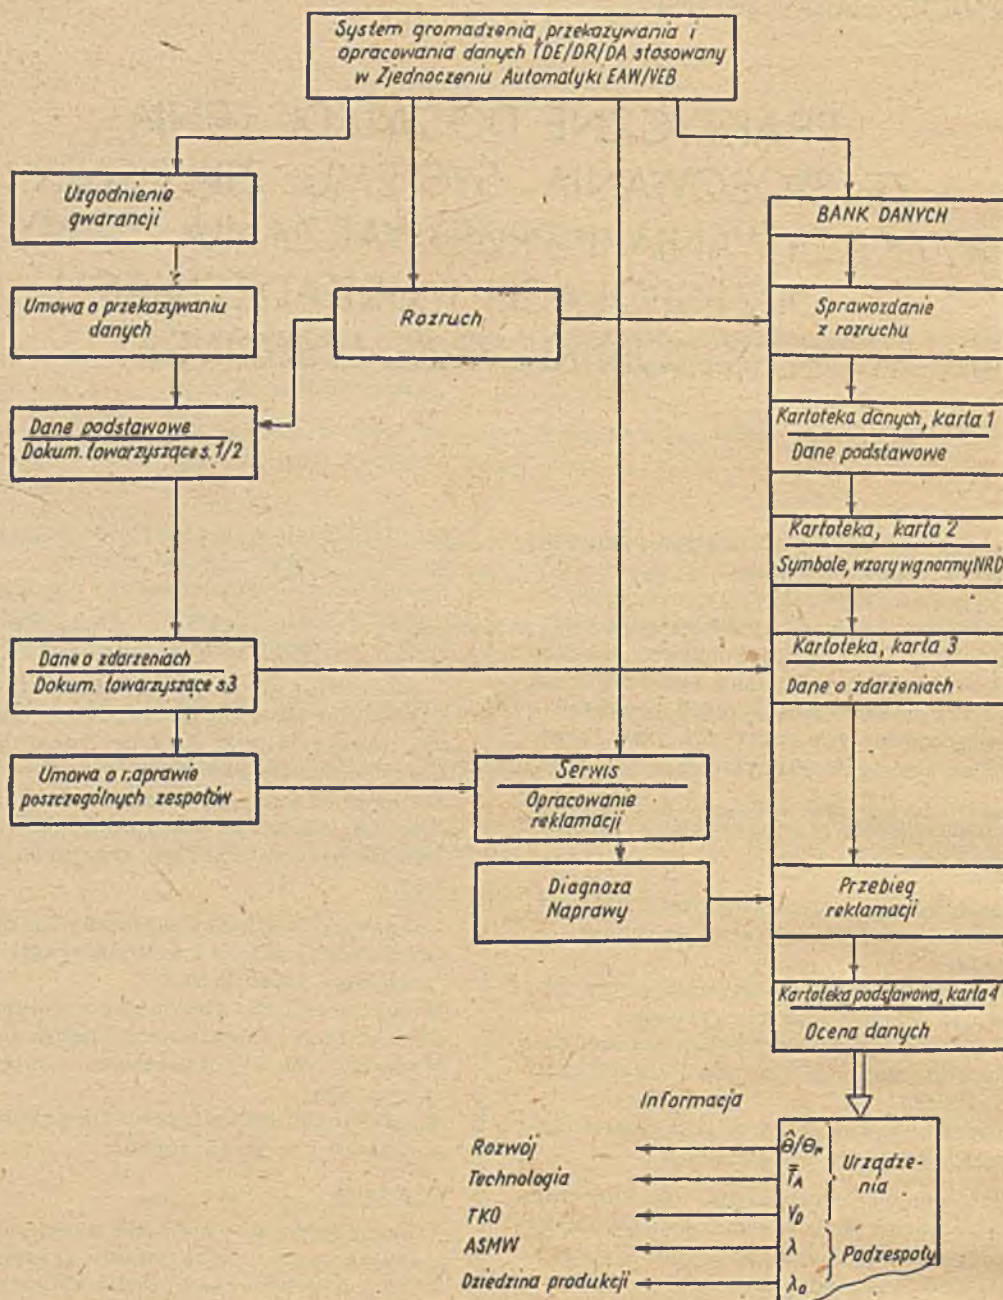 System gromadzenia przekazywania i
opracowania danych TDE/DR/DA stosowany
w Zjednoczeniu Automatyki EAW/VEB
Uzgodnienie
gwarancji
Umowa o przekazywaniu
danych
Dane podstawowe
Dokum. towarzyszące s.1/2
Dane o zdarzeniach
Dokum. towarzyszące s3
Umowa o r.aprawie
poszczególnych zespołów
Rozruch
Serwis
Opracowanie
reklamacji
Diagnoza
Naprawy
BANK DANYCH
Sprawozdanie
z rozruchu
Kartoteka danych, karta 1
Dane podstawowe
Kartoteka, karta 2
Symbole, wzory wg normy NRD
Kartoteka, karta 3
Dane o zdarzeniach
Przebieg
reklamacji
Kartoteka podstawowa, karta 4
Ocena danych
Informacja
Rozwój
Technologia
TKO
ASMW
Dziedzina produkcji
Urządze-
nia
Podzespoły
V₀
λ
λ₀